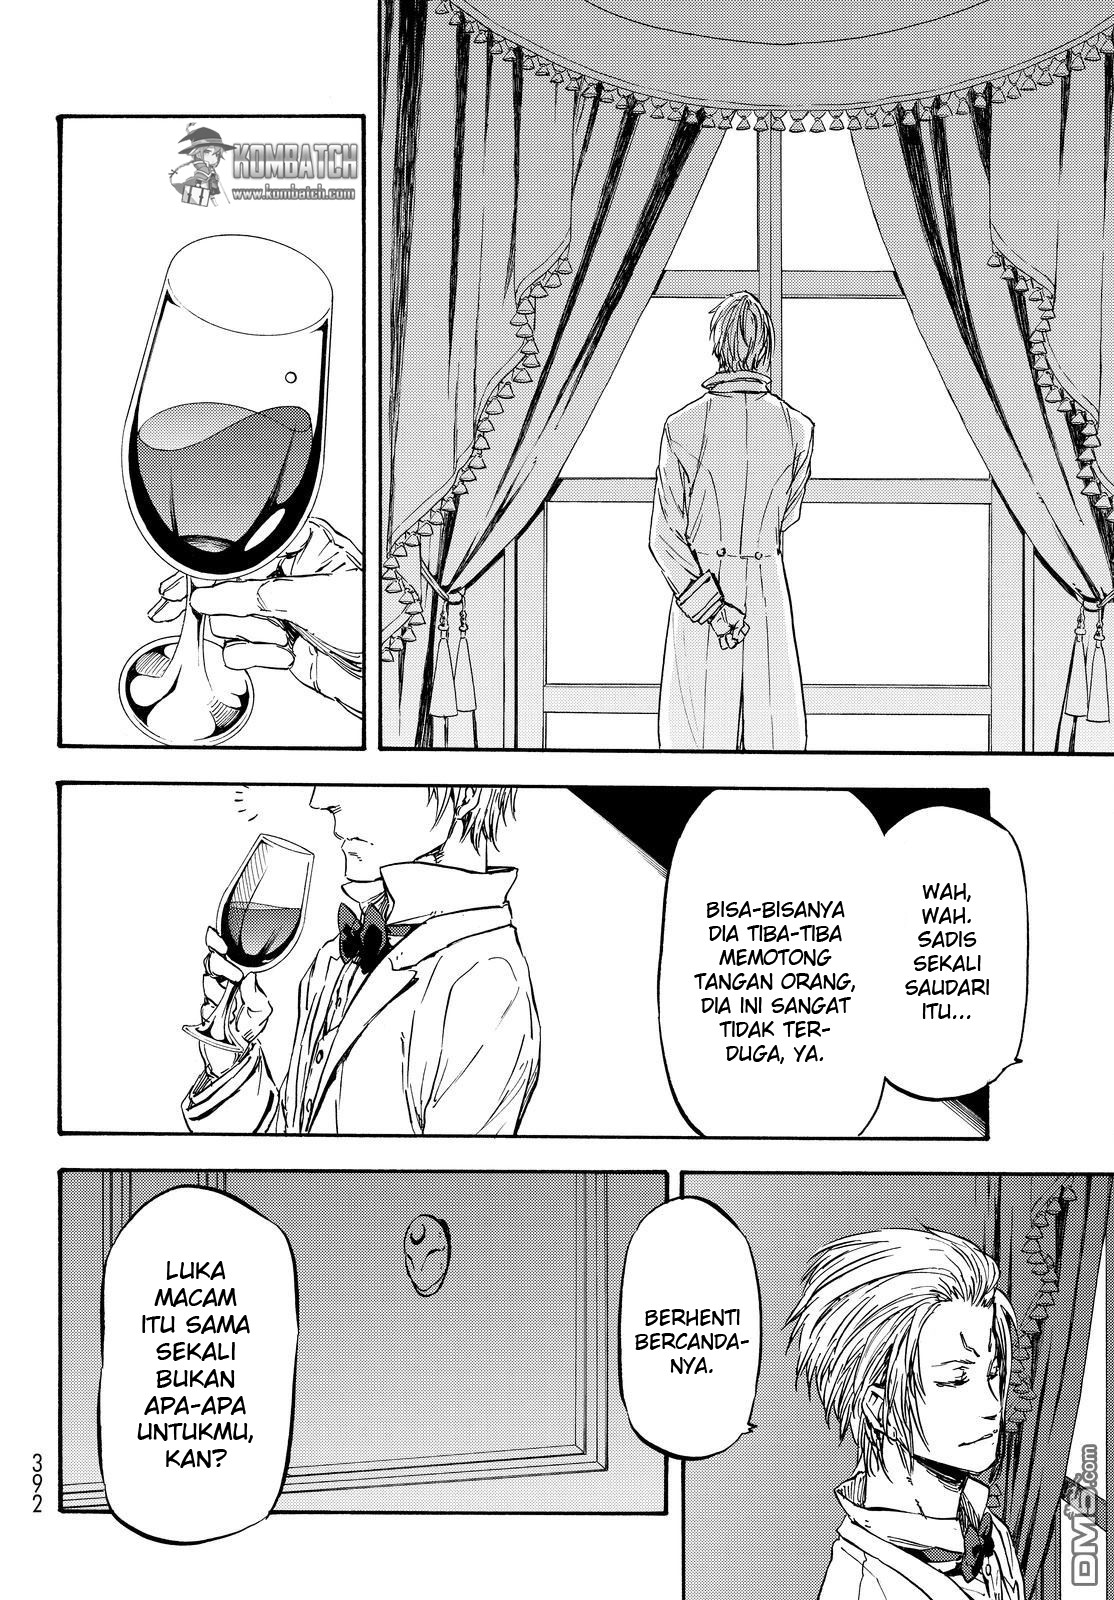 KOMBATCH
www.kombatch.com
WAH,
WAH.
SADIS
SEKALI
SAUDARI
ITU...
BISA-BISANYA
DIA TIBA-TIBA
MEMOTONG
TANGAN ORANG,
DIA INI SANGAT
TIDAK TER-
DUGA, YA.
BERHENTI
BERCANDA-
NYA.
LUKA
MACAM
ITU SAMA
SEKALI
BUKAN
APA-APA
UNTUKMU,
KAN?
392
DMS.com